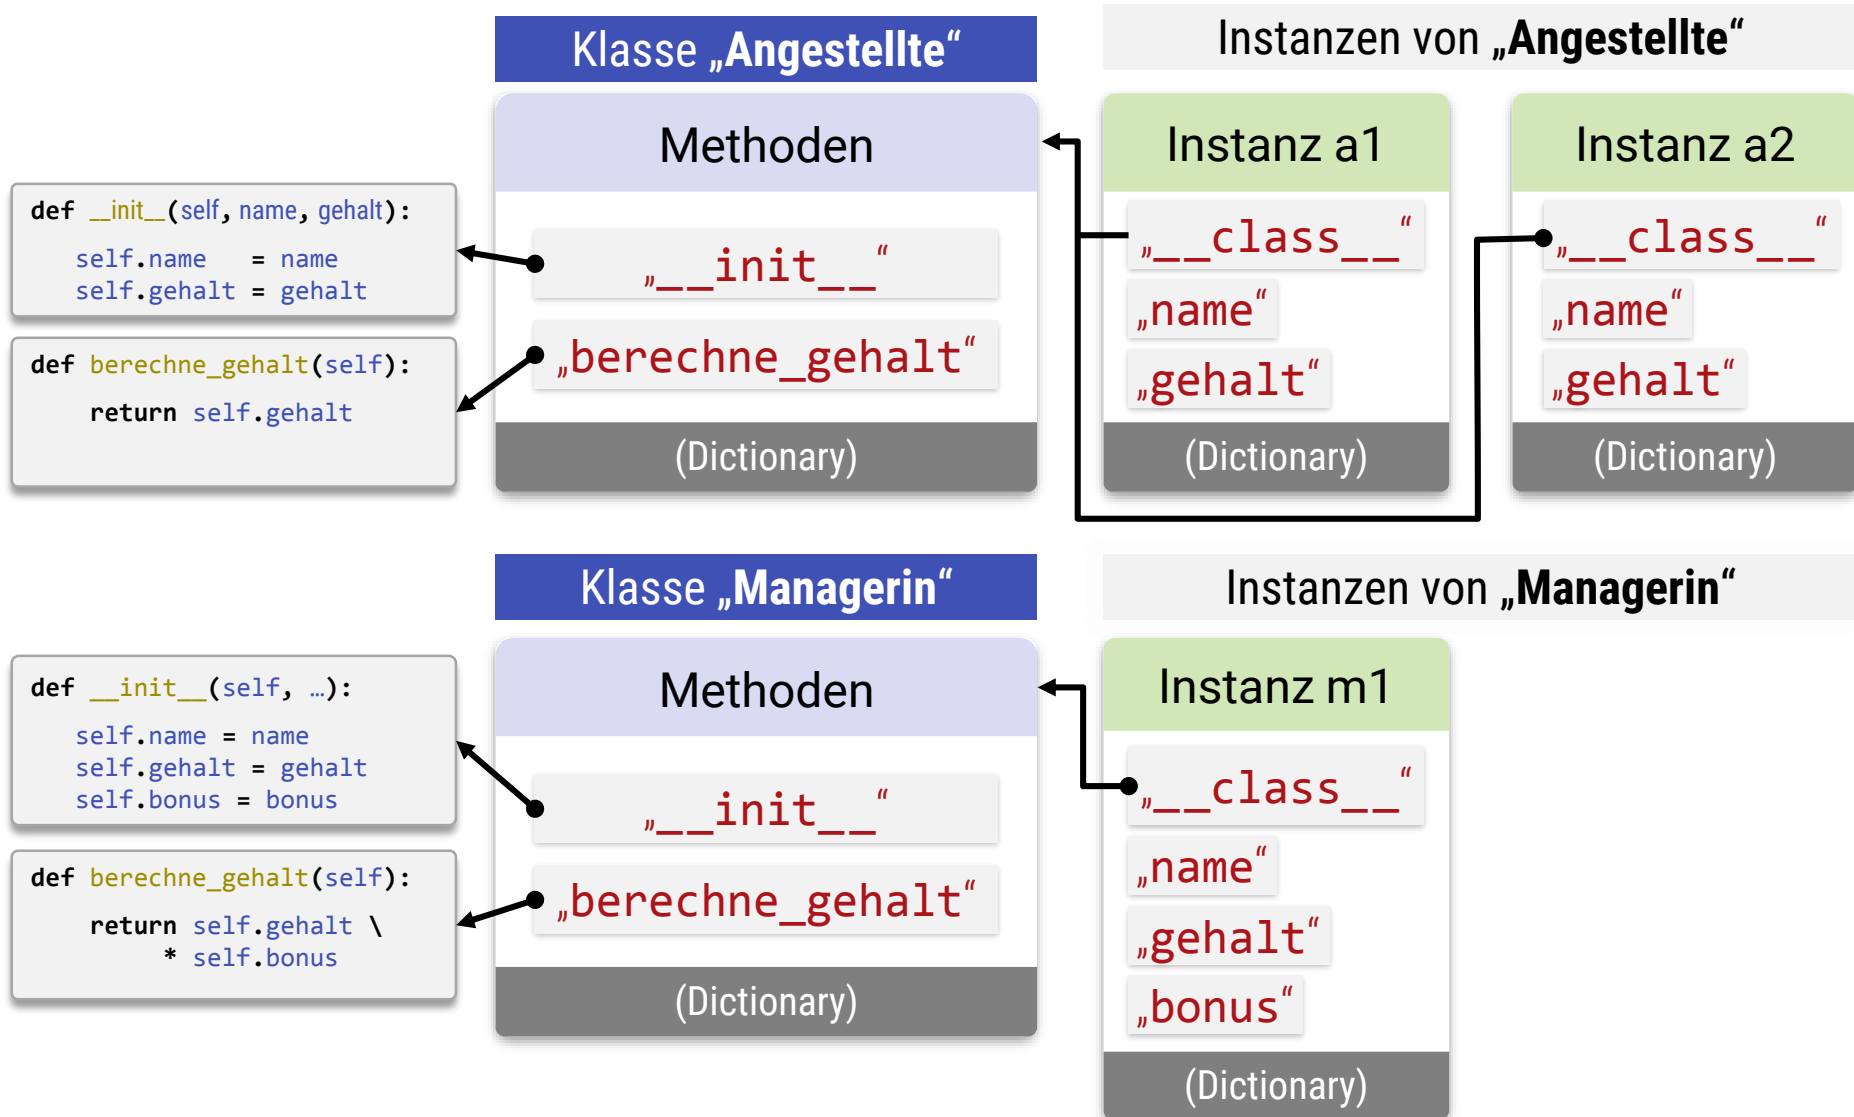 Klasse „Angestellte“
Instanzen von „Angestellte“
Methoden
Instanz a1
Instanz a2
def __init__(self, name, gehalt):
self.name   = name
self.gehalt = gehalt
def berechne_gehalt(self):
return self.gehalt
„__init__“
„berechne_gehalt“
(Dictionary)
„__class__“
„name“
„gehalt“
(Dictionary)
„__class__“
„name“
„gehalt“
(Dictionary)
Klasse „Managerin“
Instanzen von „Managerin“
Methoden
Instanz m1
def __init__(self, …):
self.name = name
self.gehalt = gehalt
self.bonus = bonus
def berechne_gehalt(self):
return self.gehalt \
* self.bonus
„__init__“
„berechne_gehalt“
(Dictionary)
„__class__“
„name“
„gehalt“
„bonus“
(Dictionary)